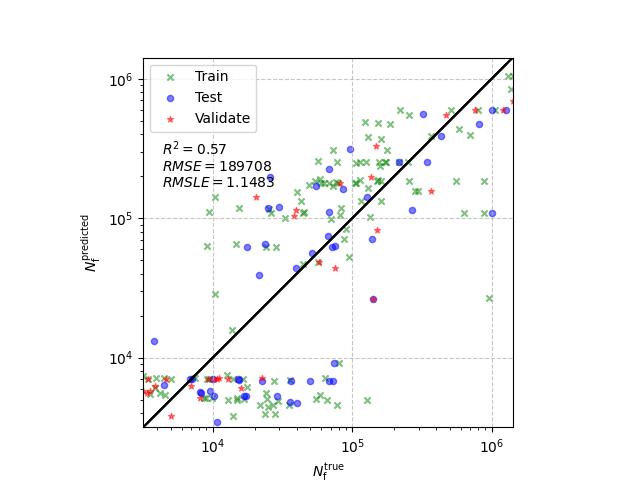 10^6
10^5
10^4
N_f^predicted
Train
Test
Validate
R^2 = 0.57
RMSE = 189708
RMSLE = 1.1483
10^4
10^5
10^6
N_f^true